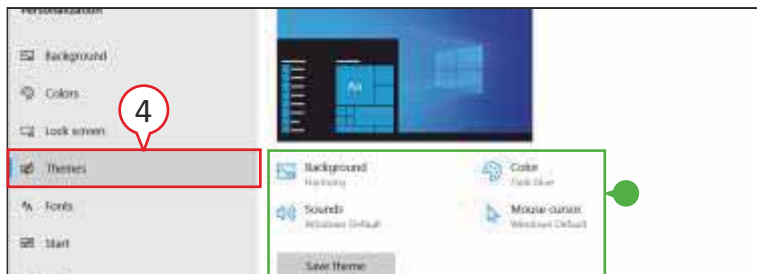 Personalization
Background
Colors
4
Lock screen
Themes
Fonts
Start
Aa
Background
Harmony
Color
Dark Blue
Sounds
Windows Default
Mouse cursor
Windows Default
Save theme